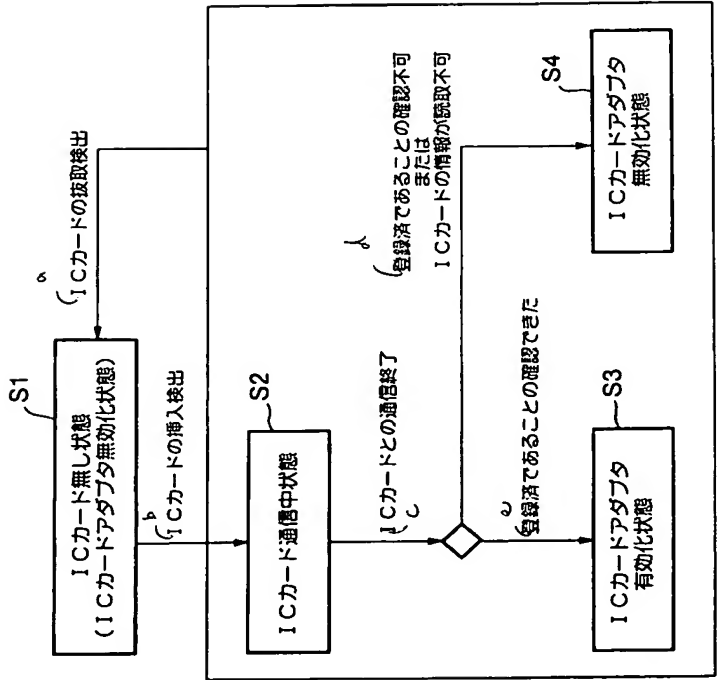 S1
ICカード無し状態
(ICカードアダプタ無効化状態)
a
ICカードの抜取検出
b
ICカードの挿入検出
S2
ICカード通信中状態
ICカードとの通信終了
c
d
登録済であることの確認不可
または
ICカードの情報が読取不可
e
登録済であることの確認できた
S3
ICカードアダプタ
有効化状態
S4
ICカードアダプタ
無効化状態